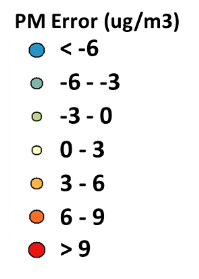 PM Error (ug/m3)
< -6
-6 - -3
-3 - 0
0 - 3
3 - 6
6 - 9
> 9